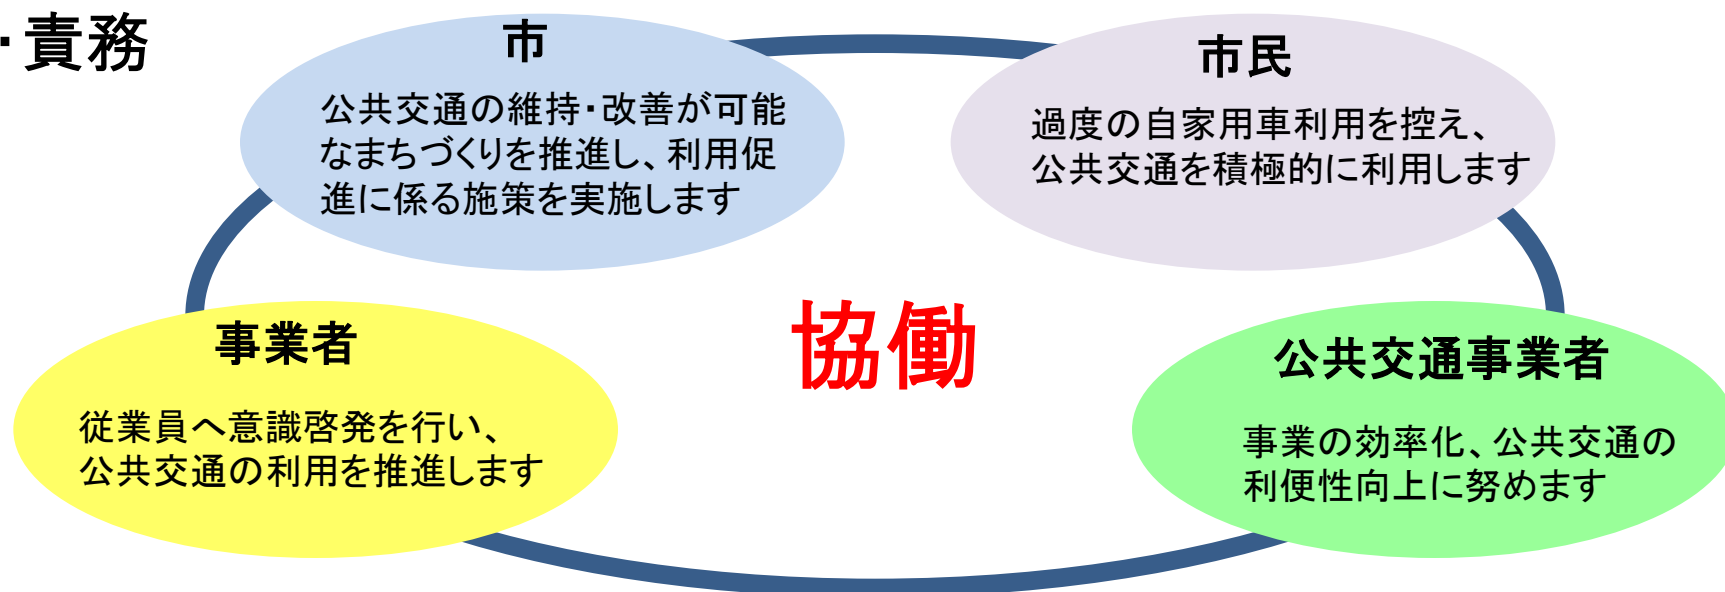 ・責務
市
公共交通の維持・改善が可能
なまちづくりを推進し、利用促
進に係る施策を実施します
市民
過度の自家用車利用を控え、
公共交通を積極的に利用します
協働
事業者
従業員へ意識啓発を行い、
公共交通の利用を推進します
公共交通事業者
事業の効率化、公共交通の
利便性向上に努めます